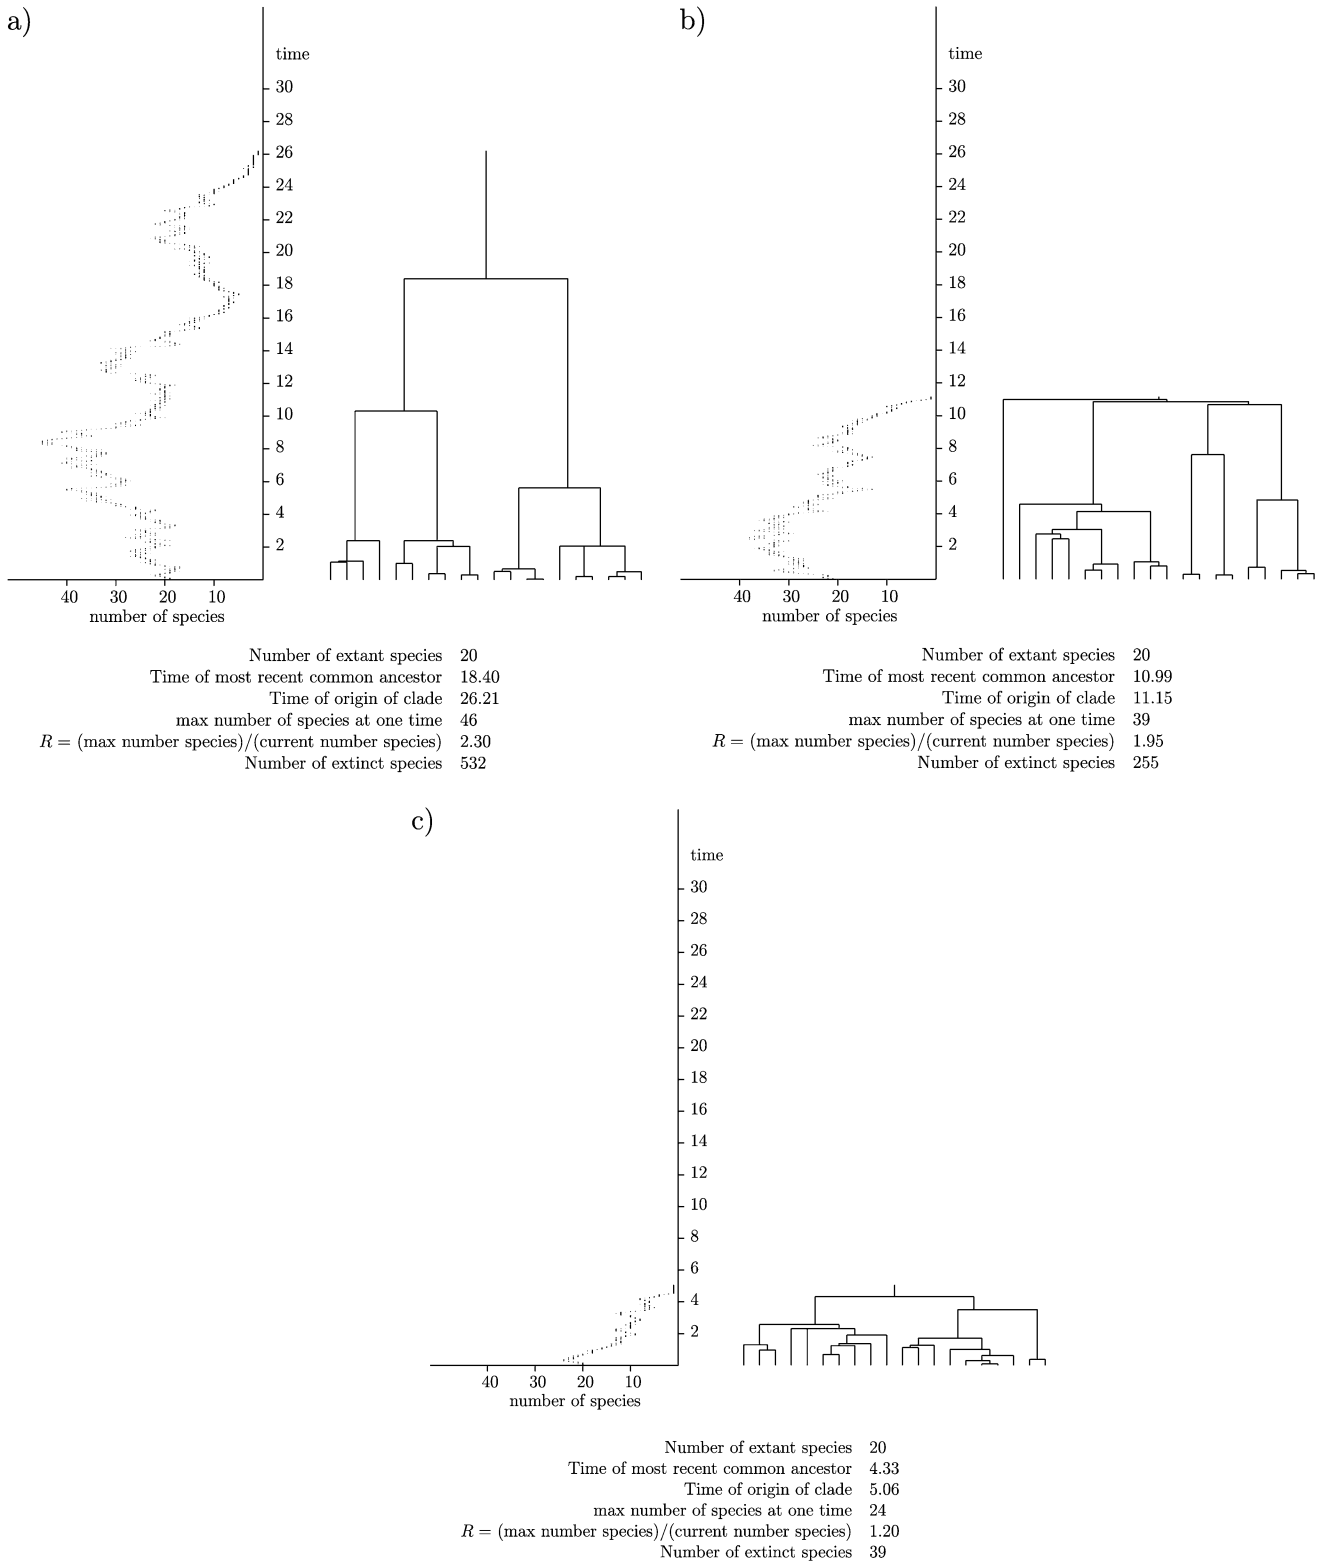 a)
time
30
28
26
24
22
20
18
16
14
12
10
8
6
4
2
40 30 20 10
number of species
Number of extant species 20
Time of most recent common ancestor 18.40
Time of origin of clade 26.21
max number of species at one time 46
R = (max number species)/(current number species) 2.30
Number of extinct species 532
b)
time
30
28
26
24
22
20
18
16
14
12
10
8
6
4
2
40 30 20 10
number of species
Number of extant species 20
Time of most recent common ancestor 10.99
Time of origin of clade 11.15
max number of species at one time 39
R = (max number species)/(current number species) 1.95
Number of extinct species 255
c)
time
30
28
26
24
22
20
18
16
14
12
10
8
6
4
2
40 30 20 10
number of species
Number of extant species 20
Time of most recent common ancestor 4.33
Time of origin of clade 5.06
max number of species at one time 24
R = (max number species)/(current number species) 1.20
Number of extinct species 39